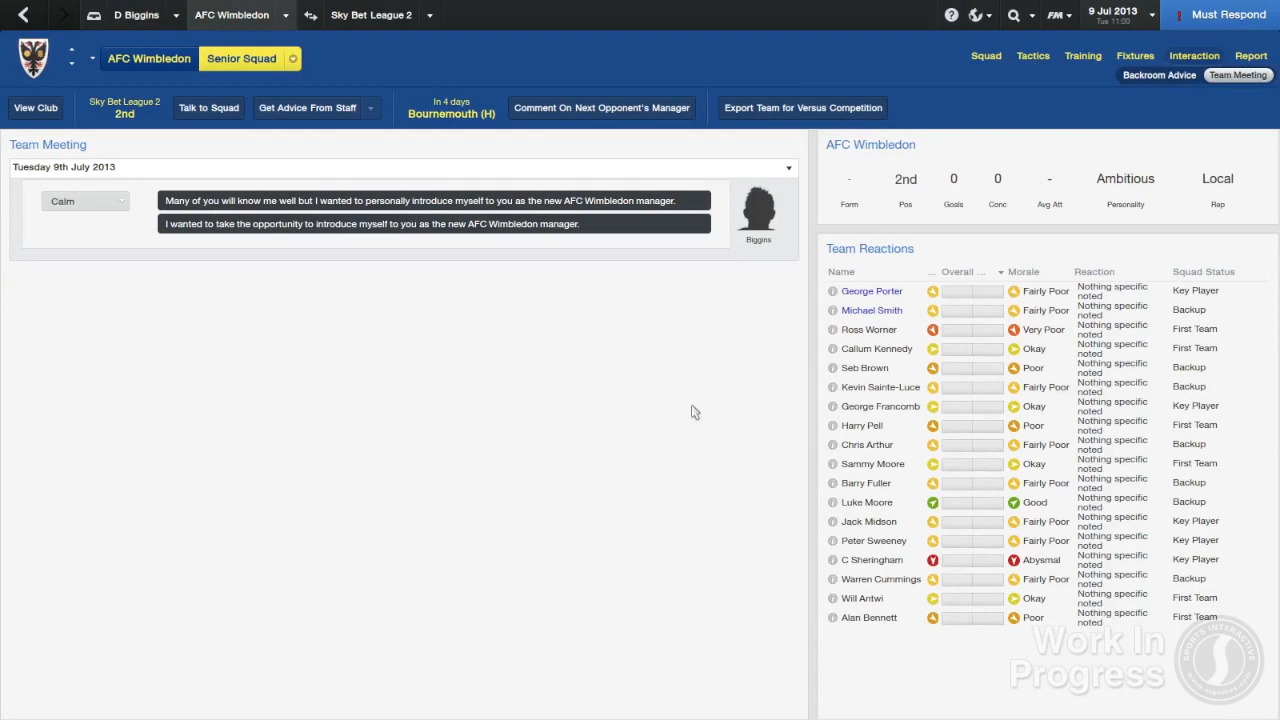 D Biggins AFC Wimbledon Sky Bet League 2 FM 9 Jul 2013 Must Respond
Tue 11:00
AFC Wimbledon Senior Squad Squad Tactics Training Fixtures Interaction Report
Backroom Advice Team Meeting
View Club Sky Bet League 2 Talk to Squad Get Advice From Staff In 4 days Comment On Next Opponent's Manager Export Team for Versus Competition
2nd Bournemouth (H)
Team Meeting
Tuesday 9th July 2013
Calm Many of you will know me well but I wanted to personally introduce myself to you as the new AFC Wimbledon manager.
I wanted to take the opportunity to introduce myself to you as the new AFC Wimbledon manager.
Biggins
AFC Wimbledon
- 2nd 0 0 - Ambitious Local
Form Pos Goals Conc Avg Att Personality Rep
Team Reactions
Name ... Overall ... Morale Reaction Squad Status
George Porter Fairly Poor Nothing specific noted Key Player
Michael Smith Fairly Poor Nothing specific noted Backup
Ross Worner Very Poor Nothing specific noted First Team
Callum Kennedy Okay Nothing specific noted First Team
Seb Brown Poor Nothing specific noted Backup
Kevin Sainte-Luce Fairly Poor Nothing specific noted Backup
George Francomb Okay Nothing specific noted Key Player
Harry Pell Poor Nothing specific noted First Team
Chris Arthur Fairly Poor Nothing specific noted Backup
Sammy Moore Okay Nothing specific noted First Team
Barry Fuller Fairly Poor Nothing specific noted Backup
Luke Moore Good Nothing specific noted Backup
Jack Midson Fairly Poor Nothing specific noted Key Player
Peter Sweeney Fairly Poor Nothing specific noted Key Player
C Sheringham Abysmal Nothing specific noted Key Player
Warren Cummings Fairly Poor Nothing specific noted Backup
Will Antwi Okay Nothing specific noted First Team
Alan Bennett Poor Nothing specific noted First Team
Work In
Progress
SPORTS INTERACTIVE
www.sigames.com